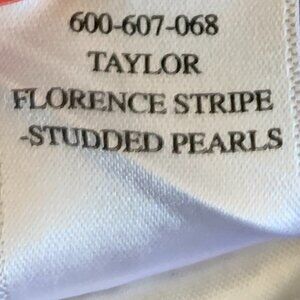 600-607-068
TAYLOR
FLORENCE STRIPE
-STUDDED PEARLS